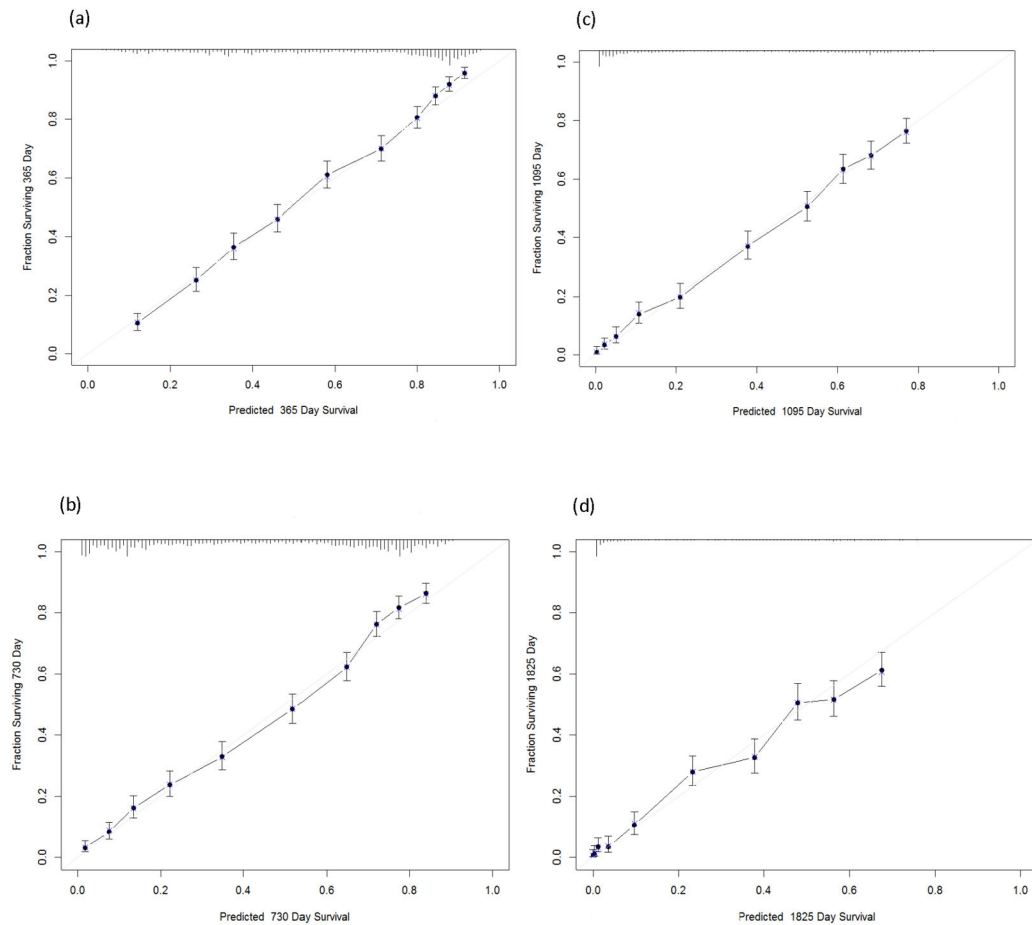 (a)
Fraction Surviving 365 Day
1.0
0.8
0.6
0.4
0.2
0.0
0.0 0.2 0.4 0.6 0.8 1.0
Predicted 365 Day Survival
(c)
Fraction Surviving 1095 Day
1.0
0.8
0.6
0.4
0.2
0.0
0.0 0.2 0.4 0.6 0.8 1.0
Predicted 1095 Day Survival
(b)
Fraction Surviving 730 Day
1.0
0.8
0.6
0.4
0.2
0.0
0.0 0.2 0.4 0.6 0.8 1.0
Predicted 730 Day Survival
(d)
Fraction Surviving 1825 Day
1.0
0.8
0.6
0.4
0.2
0.0
0.0 0.2 0.4 0.6 0.8 1.0
Predicted 1825 Day Survival